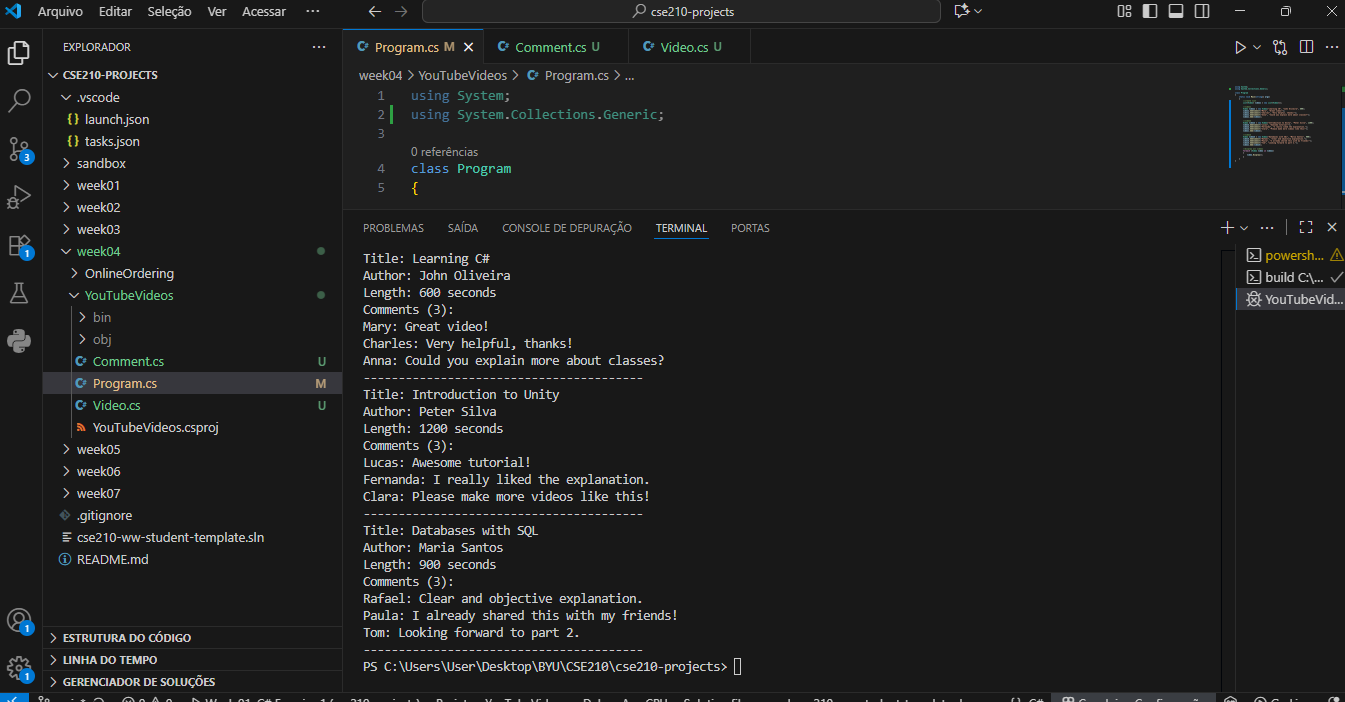 Arquivo Editar Seleção Ver Acessar ··· cse210-projects
EXPLORADOR ···
CSE210-PROJECTS
.vscode
{} launch.json
{} tasks.json
sandbox
week01
week02
week03
week04
OnlineOrdering
YouTubeVideos
bin
obj
C# Comment.cs U
C# Program.cs M
C# Video.cs U
YouTubeVideos.csproj
week05
week06
week07
.gitignore
cse210-ww-student-template.sln
README.md
ESTRUTURA DO CÓDIGO
LINHA DO TEMPO
GERENCIADOR DE SOLUÇÕES
3
1
1
1
C# Program.cs M C# Comment.cs U C# Video.cs U
week04 > YouTubeVideos > C# Program.cs > ...
1 using System;
2 using System.Collections.Generic;
3
0 referências
4 class Program
5 {
PROBLEMAS SAÍDA CONSOLE DE DEPURAÇÃO TERMINAL PORTAS
Title: Learning C#
Author: John Oliveira
Length: 600 seconds
Comments (3):
Mary: Great video!
Charles: Very helpful, thanks!
Anna: Could you explain more about classes?
----------------------------------------
Title: Introduction to Unity
Author: Peter Silva
Length: 1200 seconds
Comments (3):
Lucas: Awesome tutorial!
Fernanda: I really liked the explanation.
Clara: Please make more videos like this!
----------------------------------------
Title: Databases with SQL
Author: Maria Santos
Length: 900 seconds
Comments (3):
Rafael: Clear and objective explanation.
Paula: I already shared this with my friends!
Tom: Looking forward to part 2.
----------------------------------------
PS C:\Users\User\Desktop\BYU\CSE210\cse210-projects>
powersh...
build C:\...
YouTubeVid...